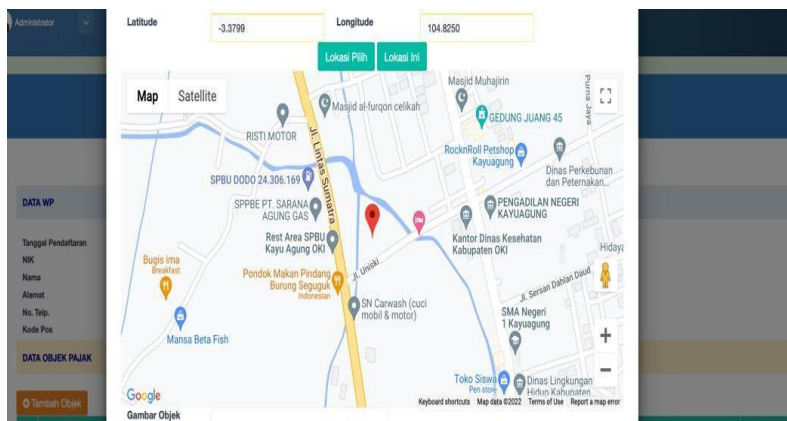 Administrator
Latitude
-3.3799
Longitude
104.8250
Lokasi Pilih
Lokasi Ini
Map
Satellite
Masjid Muhajirin
Masjid al-furqon celikah
GEDUNG JUANG 45
Purna Jaya
RISTI MOTOR
Jl. Lintas Sumatra
RocknRoll Petshop
Kayuagung
Dinas Perkebunan
dan Peternakan...
SPBU DODO 24.306.169
DATA WP
SPPBE PT. SARANA
AGUNG GAS
PENGADILAN NEGERI
KAYUAGUNG
Tanggal Pendaftaran
NIK
Nama
Alamat
No. Telp.
Kode Pos
Rest Area SPBU
Kayu Agung OKI
Kantor Dinas Kesehatan
Kabupaten OKI
Hidaya
Bugis ima
Breakfast
Jl. Uniski
Pondok Makan Pindang
Burung Seguguk
Indonesian
Jl. Sersan Dahlan Daud
SN Carwash (cuci
mobil & motor)
SMA Negeri
1 Kayuagung
Mansa Beta Fish
DATA OBJEK PAJAK
Toko Siswa
Pen store
Dinas Lingkungan
Hidup Kabupaten
Google
Keyboard shortcuts
Map data ©2022
Terms of Use
Report a map error
Tambah Objek
Gambar Objek